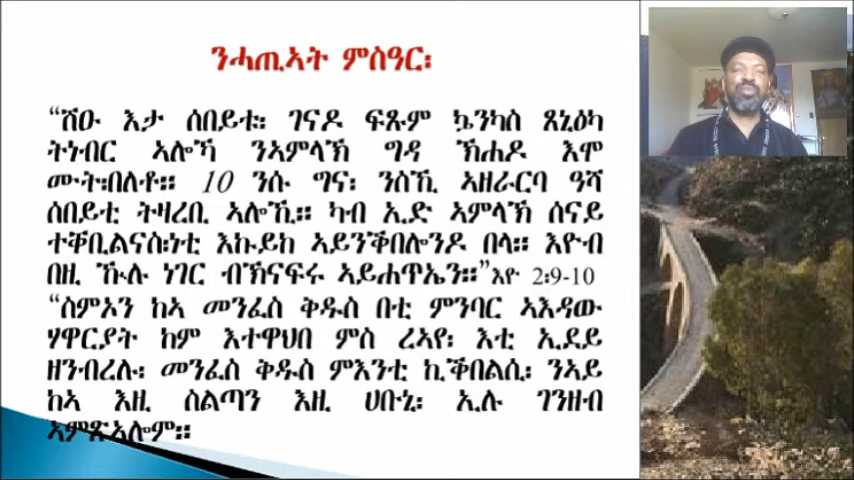 ንሓጢኣት ምስዓር፡
“ሽዑ እታ ሰበይቱ፡ ገናዶ ፍጹም ኴንካስ ጸኒዕካ
ትነብር ኣሎኻ ንኣምላኽ ግዳ ኽሐዶ እሞ
ሙት፡በለቶ። 10 ንሱ ግና፡ ንስኺ ኣዘራርባ ዓሻ
ሰበይቲ ትዛረቢ ኣሎኺ። ካብ ኢድ ኣምላኽ ሰናይ
ተቐቢልናስ፡ነቲ እኩይከ ኣይንቕበሎንዶ በላ። እዮብ
በዚ ዅሉ ነገር ብኽናፍሩ ኣይሐጥኤን።”እዮ 2፡9-10
“ስምኦን ከኣ መንፈስ ቅዱስ በቲ ምንባር ኣእዳው
ሃዋርያት ከም እተዋህበ ምስ ረኣየ፡ እቲ ኢደይ
ዘንብረሉ፡ መንፈስ ቅዱስ ምእንቲ ኪቕበልሲ፡ ንኣይ
ከኣ እዚ ስልጣን እዚ ሀቡኒ፡ ኢሉ ገንዘብ
ኣምጽኣሎም።